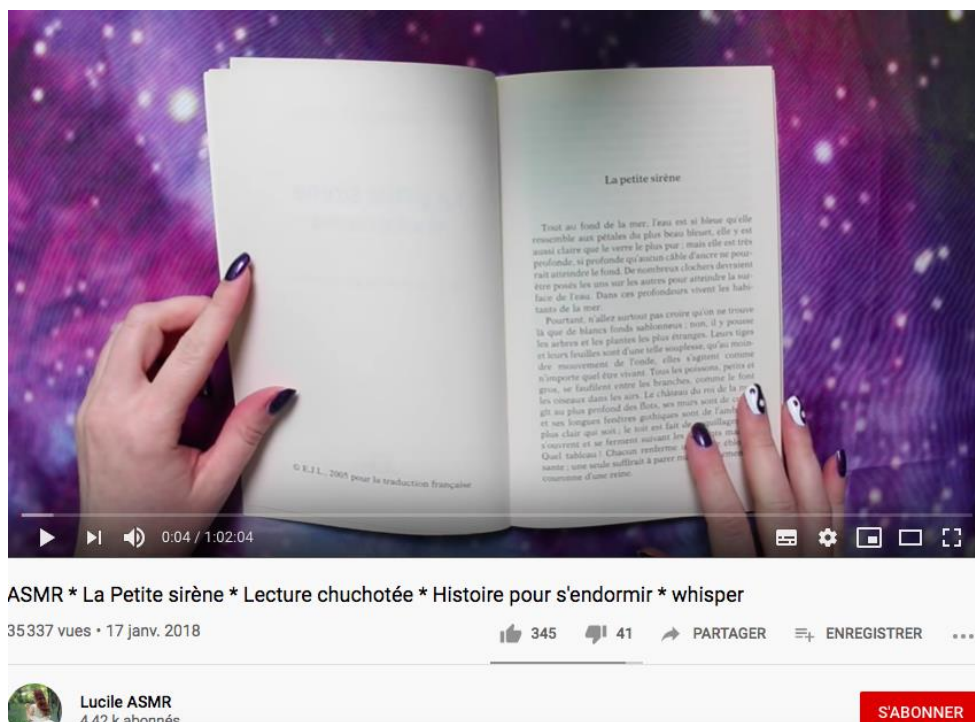 La petite sirène
Tout au fond de la mer, l'eau est si bleue qu'elle
ressemble aux pétales du plus beau bleuet, elle y est
aussi claire que le verre le plus pur ; mais elle est très
profonde, si profonde qu'aucun câble d'ancre ne pour-
rait atteindre le fond. De nombreux clochers devraient
être posés les uns sur les autres pour atteindre la sur-
face de l'eau. Dans ces profondeurs vivent les habi-
tants de la mer.
Pourtant, n'allez surtout pas croire qu'on ne trouve
là que de blancs fonds sablonneux ; non, il y pousse
les arbres et les plantes les plus étranges. Leurs tiges
et leurs feuilles sont d'une telle souplesse, qu'au moin-
dre mouvement de l'onde, elles s'agitent comme
n'importe quel être vivant. Tous les poissons, petits et
gros, se faufilent entre les branches, comme le font
les oiseaux dans les airs. Le château du roi de la
gît au plus profond des flots, ses murs sont de
et ses longues fenêtres gothiques sont de
plus clair qui soit ; le toit est fait de
s'ouvrent et se ferment suivant les
Quel tableau ! Chacun renferme
sante ; une seule suffirait à parer
couronne d'une reine.
© E.J.L., 2005 pour la traduction française
0:04 / 1:02:04
ASMR * La Petite sirène * Lecture chuchotée * Histoire pour s'endormir * whisper
35 337 vues • 17 janv. 2018
345
41
PARTAGER
ENREGISTRER
Lucile ASMR
4,42 k abonnés
S'ABONNER